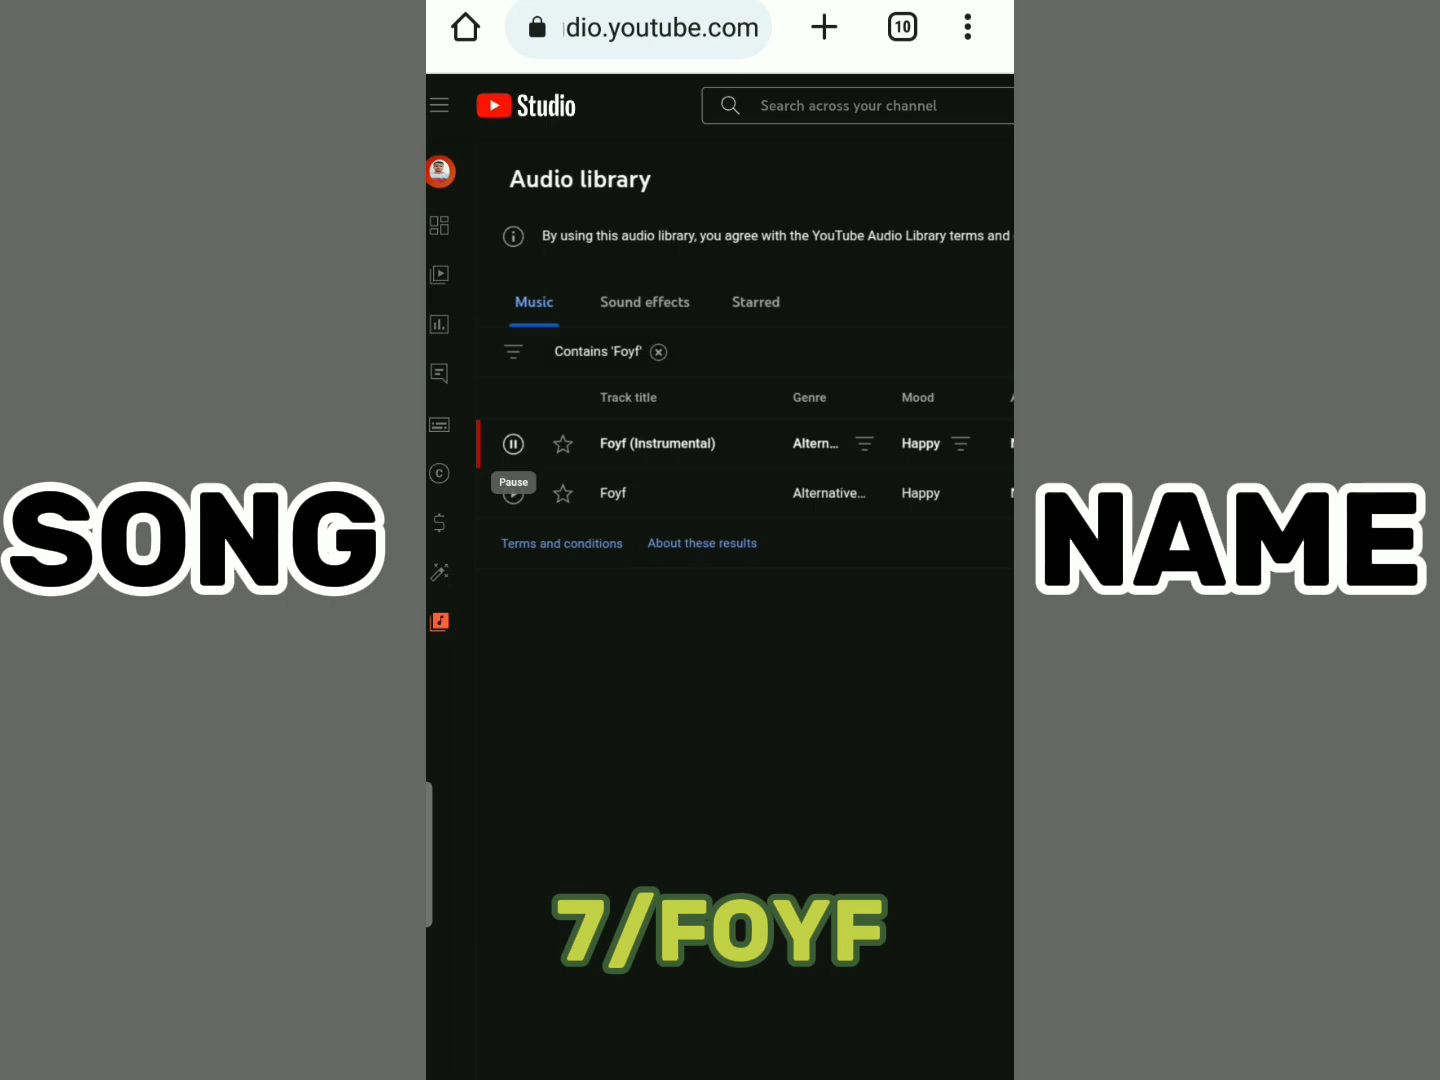 dio.youtube.com
10
Studio
Search across your channel
Audio library
By using this audio library, you agree with the YouTube Audio Library terms and
Music Sound effects Starred
Contains 'Foyf'
Track title Genre Mood
Foyf (Instrumental) Altern... Happy
Pause
Foyf Alternative... Happy
Terms and conditions About these results
SONG NAME
7/FOYF